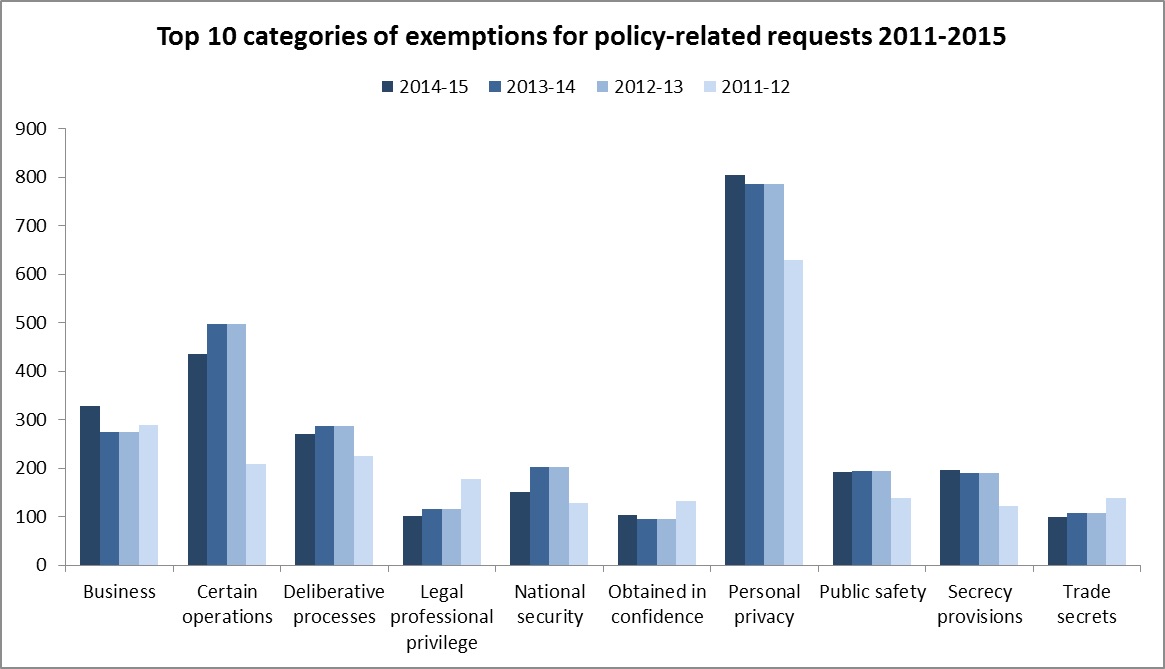 Top 10 categories of exemptions for policy-related requests 2011-2015
2014-15 2013-14 2012-13 2011-12
900
800
700
600
500
400
300
200
100
0
Business
Certain
operations
Deliberative
processes
Legal
professional
privilege
National
security
Obtained in
confidence
Personal
privacy
Public safety
Secrecy
provisions
Trade
secrets